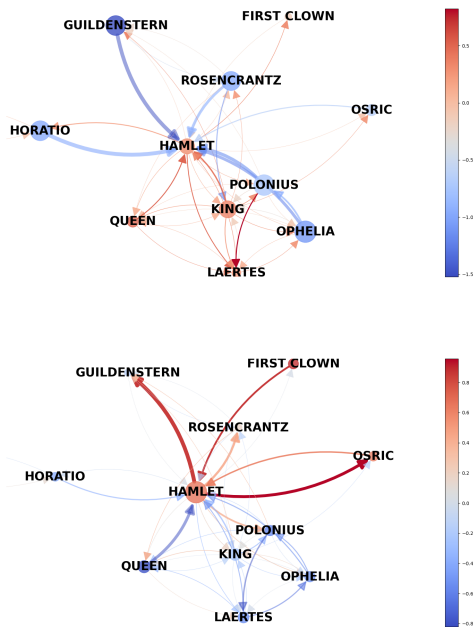 FIRST CLOWN
GUILDENSTERN
0.5
ROSENCRANTZ
0.0
OSRIC
HORATIO
HAMLET
-0.5
POLONIUS
KING
-1.0
QUEEN
OPHELIA
LAERTES
-1.5
FIRST CLOWN
GUILDENSTERN
0.8
0.6
ROSENCRANTZ
0.4
OSRIC
0.2
HORATIO
HAMLET
0.0
POLONIUS
-0.2
KING
QUEEN
-0.4
OPHELIA
-0.6
LAERTES
-0.8